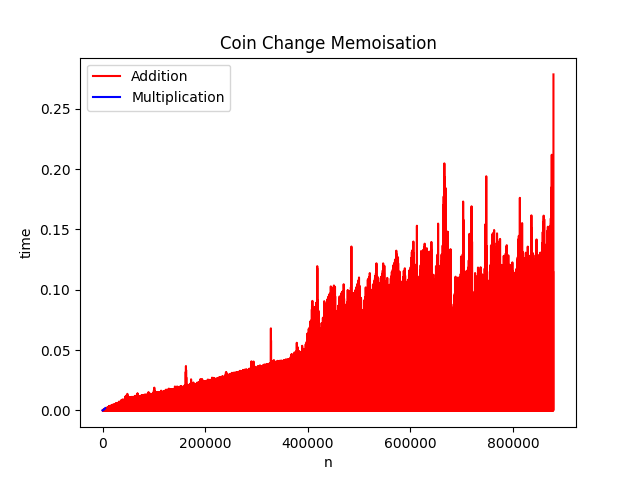 Coin Change Memoisation
Addition
Multiplication
0.25
0.20
0.15
0.10
0.05
0.00
time
0 200000 400000 600000 800000
n